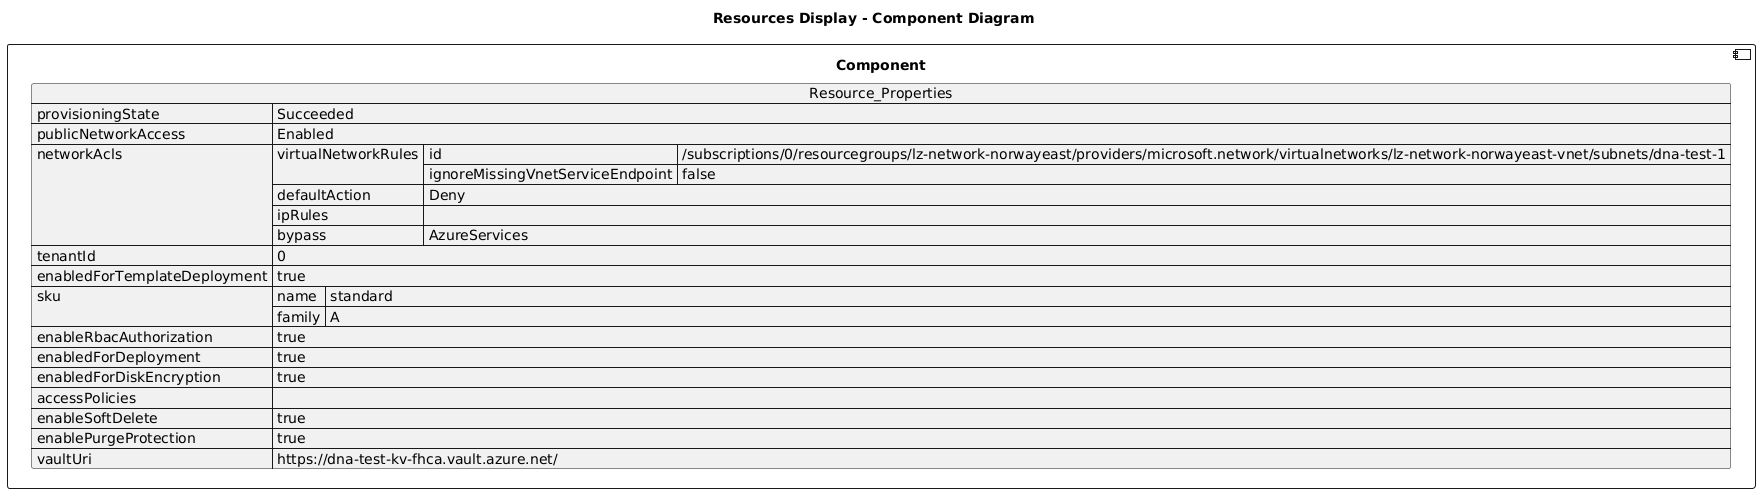 Resources Display - Component Diagram
Component
Resource_Properties
provisioningState Succeeded
publicNetworkAccess Enabled
networkAcls virtualNetworkRules id /subscriptions/0/resourcegroups/lz-network-norwayeast/providers/microsoft.network/virtualnetworks/lz-network-norwayeast-vnet/subnets/dna-test-1
ignoreMissingVnetServiceEndpoint false
defaultAction Deny
ipRules
bypass AzureServices
tenantId 0
enabledForTemplateDeployment true
sku name standard
family A
enableRbacAuthorization true
enabledForDeployment true
enabledForDiskEncryption true
accessPolicies
enableSoftDelete true
enablePurgeProtection true
vaultUri https://dna-test-kv-fhca.vault.azure.net/